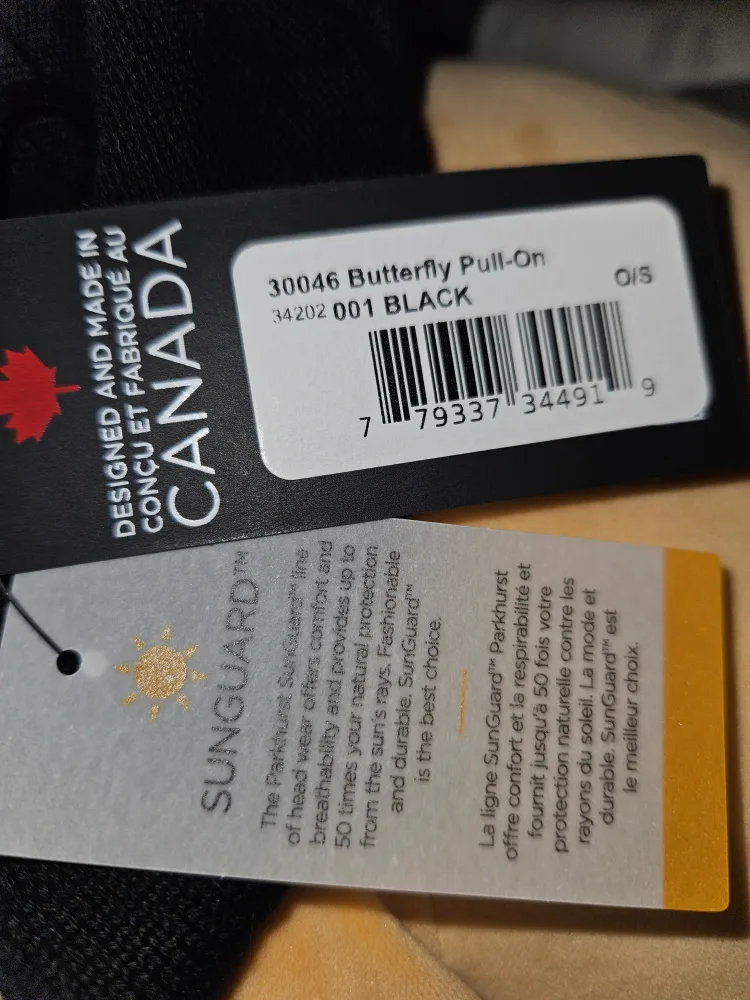 DESIGNED AND MADE IN
CONÇU ET FABRIQUÉ AU
CANADA
30046 Butterfly Pull-On
O/S
34202 001 BLACK
7 79337 34491 9
SUNGUARD™
The Parkhurst SunGuard™ line
of head wear offers comfort and
breathability and provides up to
50 times your natural protection
from the sun's rays. Fashionable
and durable. SunGuard™
is the best choice.
La ligne SunGuard™ Parkhurst
offre confort et la respirabilité et
fournit jusqu'à 50 fois votre
protection naturelle contre les
rayons du soleil. La mode et
durable. SunGuard™ est
le meilleur choix.